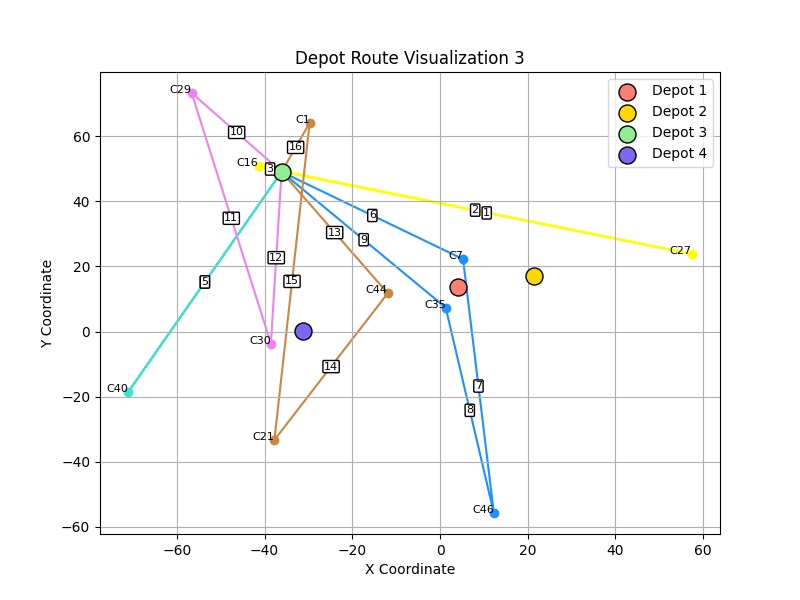 Depot Route Visualization 3
Depot 1
Depot 2
Depot 3
Depot 4
C29
C1
10
16
C16
3
6
2
1
11
13
9
C7
C27
12
5
15
C44
C35
C30
14
7
C40
8
C21
C46
60
40
20
0
−20
−40
−60
−60
−40
−20
0
20
40
60
X Coordinate
Y Coordinate